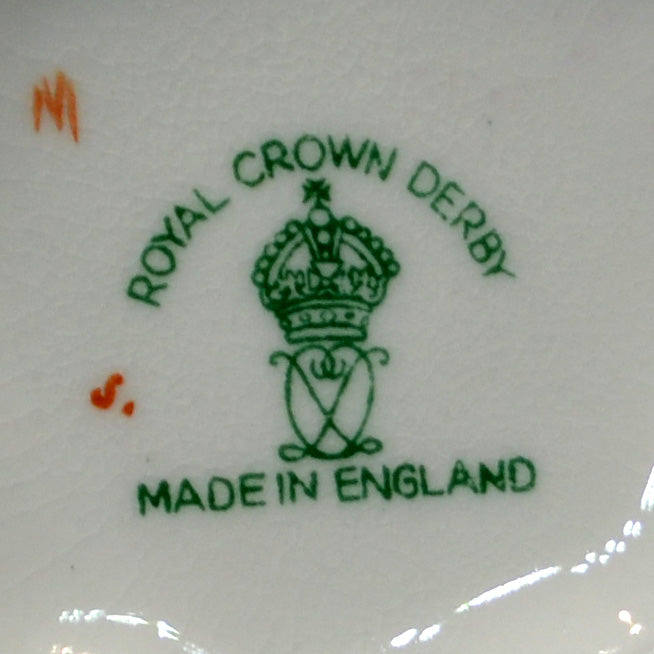 M
ROYAL CROWN DERBY
S.
MADE IN ENGLAND